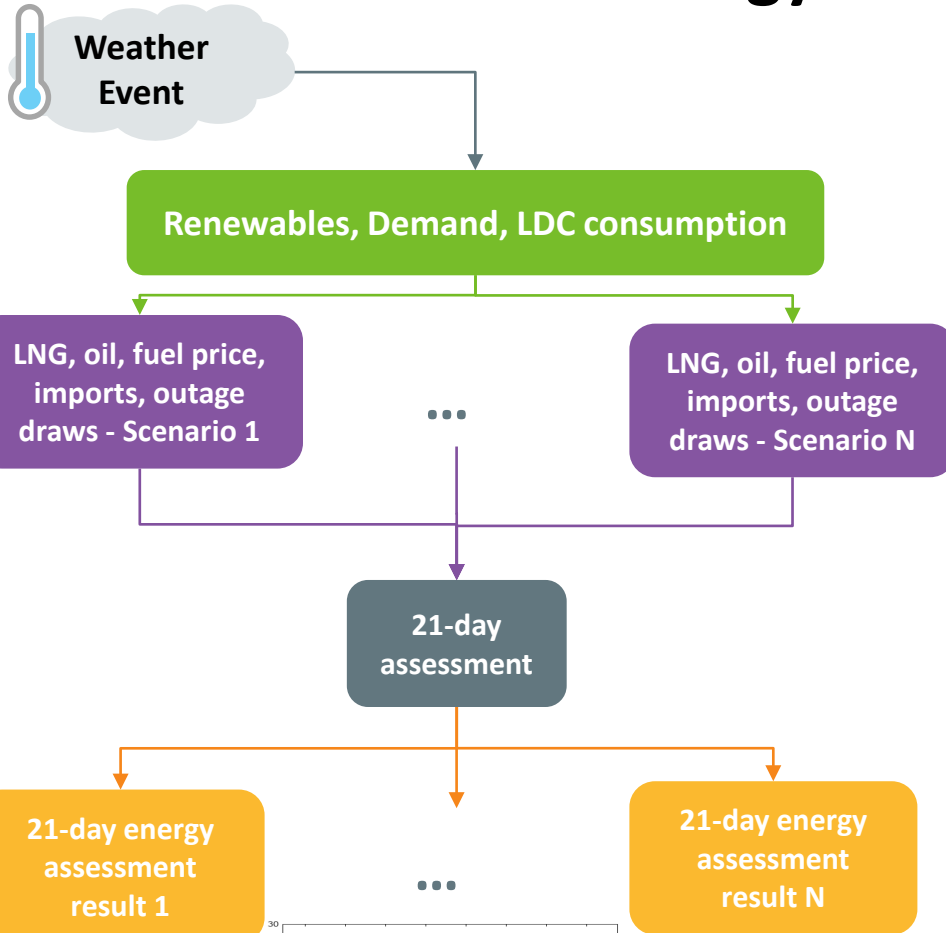 Weather
Event
Renewables, Demand, LDC consumption
LNG, oil, fuel price,
imports, outage
draws - Scenario 1
...
LNG, oil, fuel price,
imports, outage
draws - Scenario N
21-day
assessment
21-day energy
assessment
result 1
...
21-day energy
assessment
result N
30